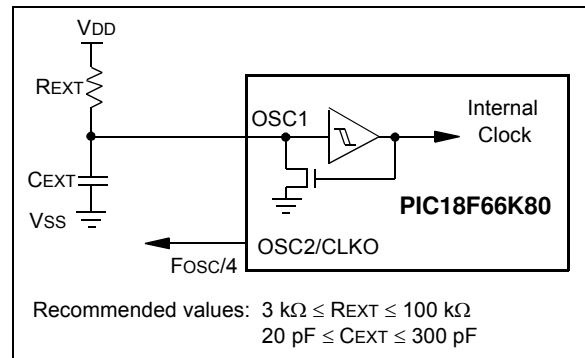 VDD
REXT
OSC1
Internal
Clock
CEXT
PIC18F66K80
VSS
OSC2/CLKO
FOSC/4
Recommended values: 3 kΩ ≤ REXT ≤ 100 kΩ
20 pF ≤ CEXT ≤ 300 pF